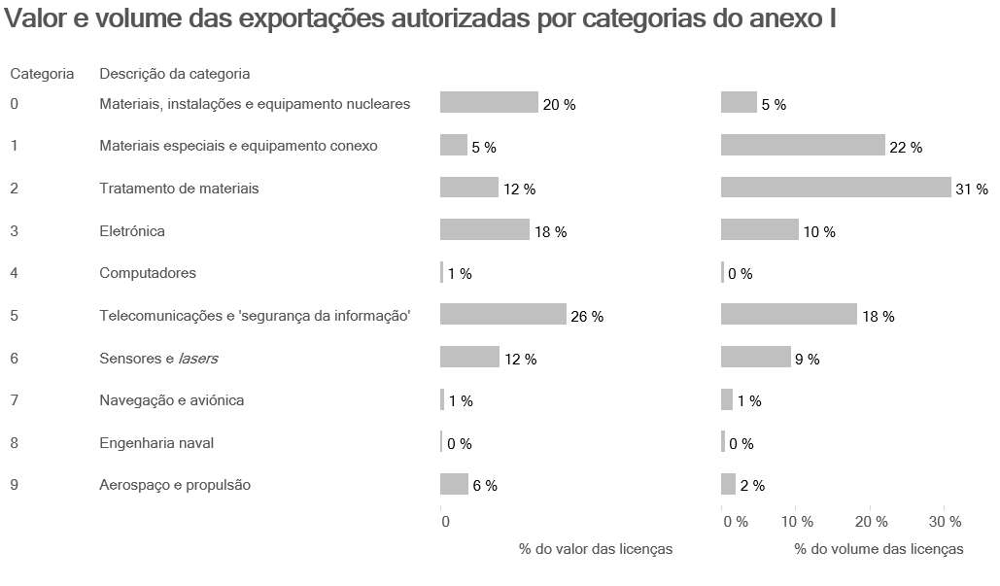 Valor e volume das exportações autorizadas por categorias do anexo I
Categoria Descrição da categoria
0 Materiais, instalações e equipamento nucleares 20 % 5 %
1 Materiais especiais e equipamento conexo 5 % 22 %
2 Tratamento de materiais 12 % 31 %
3 Eletrónica 18 % 10 %
4 Computadores 1 % 0 %
5 Telecomunicações e 'segurança da informação' 26 % 18 %
6 Sensores e lasers 12 % 9 %
7 Navegação e aviónica 1 % 1 %
8 Engenharia naval 0 % 0 %
9 Aerospaço e propulsão 6 % 2 %
0 0 % 10 % 20 % 30 %
% do valor das licenças % do volume das licenças